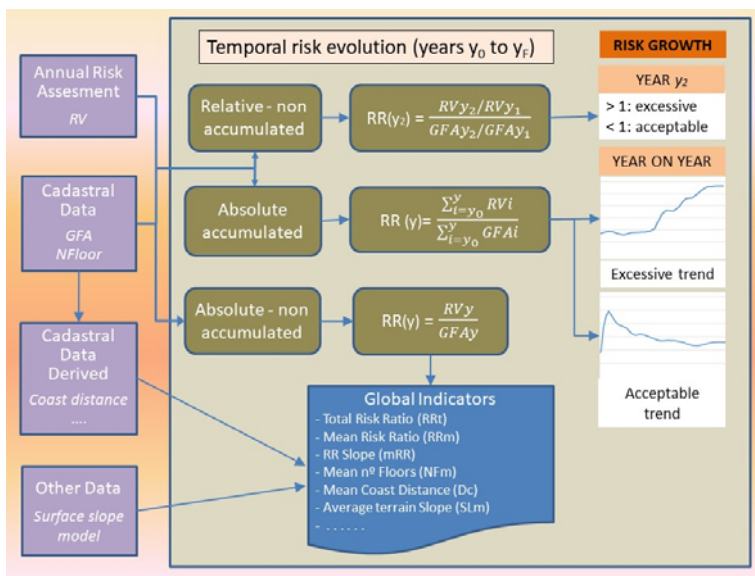 Temporal risk evolution (years y₀ to y_F)
RISK GROWTH
Annual Risk
Assesment
RV
Cadastral
Data
GFA
NFloor
Cadastral
Data
Derived
Coast distance
....
Other Data
Surface slope
model
Relative - non
accumulated
RR(y₂) = (RVy₂/RVy₁) / (GFAy₂/GFAy₁)
YEAR y₂
> 1: excessive
< 1: acceptable
Absolute
accumulated
RR (y)= (∑_{i=y₀}^{y} RVi) / (∑_{i=y₀}^{y} GFAi)
YEAR ON YEAR
Excessive trend
Acceptable
trend
Absolute - non
accumulated
RR(y) = RVy / GFAy
Global Indicators
- Total Risk Ratio (RRt)
- Mean Risk Ratio (RRm)
- RR Slope (mRR)
- Mean nº Floors (NFm)
- Mean Coast Distance (Dc)
- Average terrain Slope (SLm)
- . . . . . .